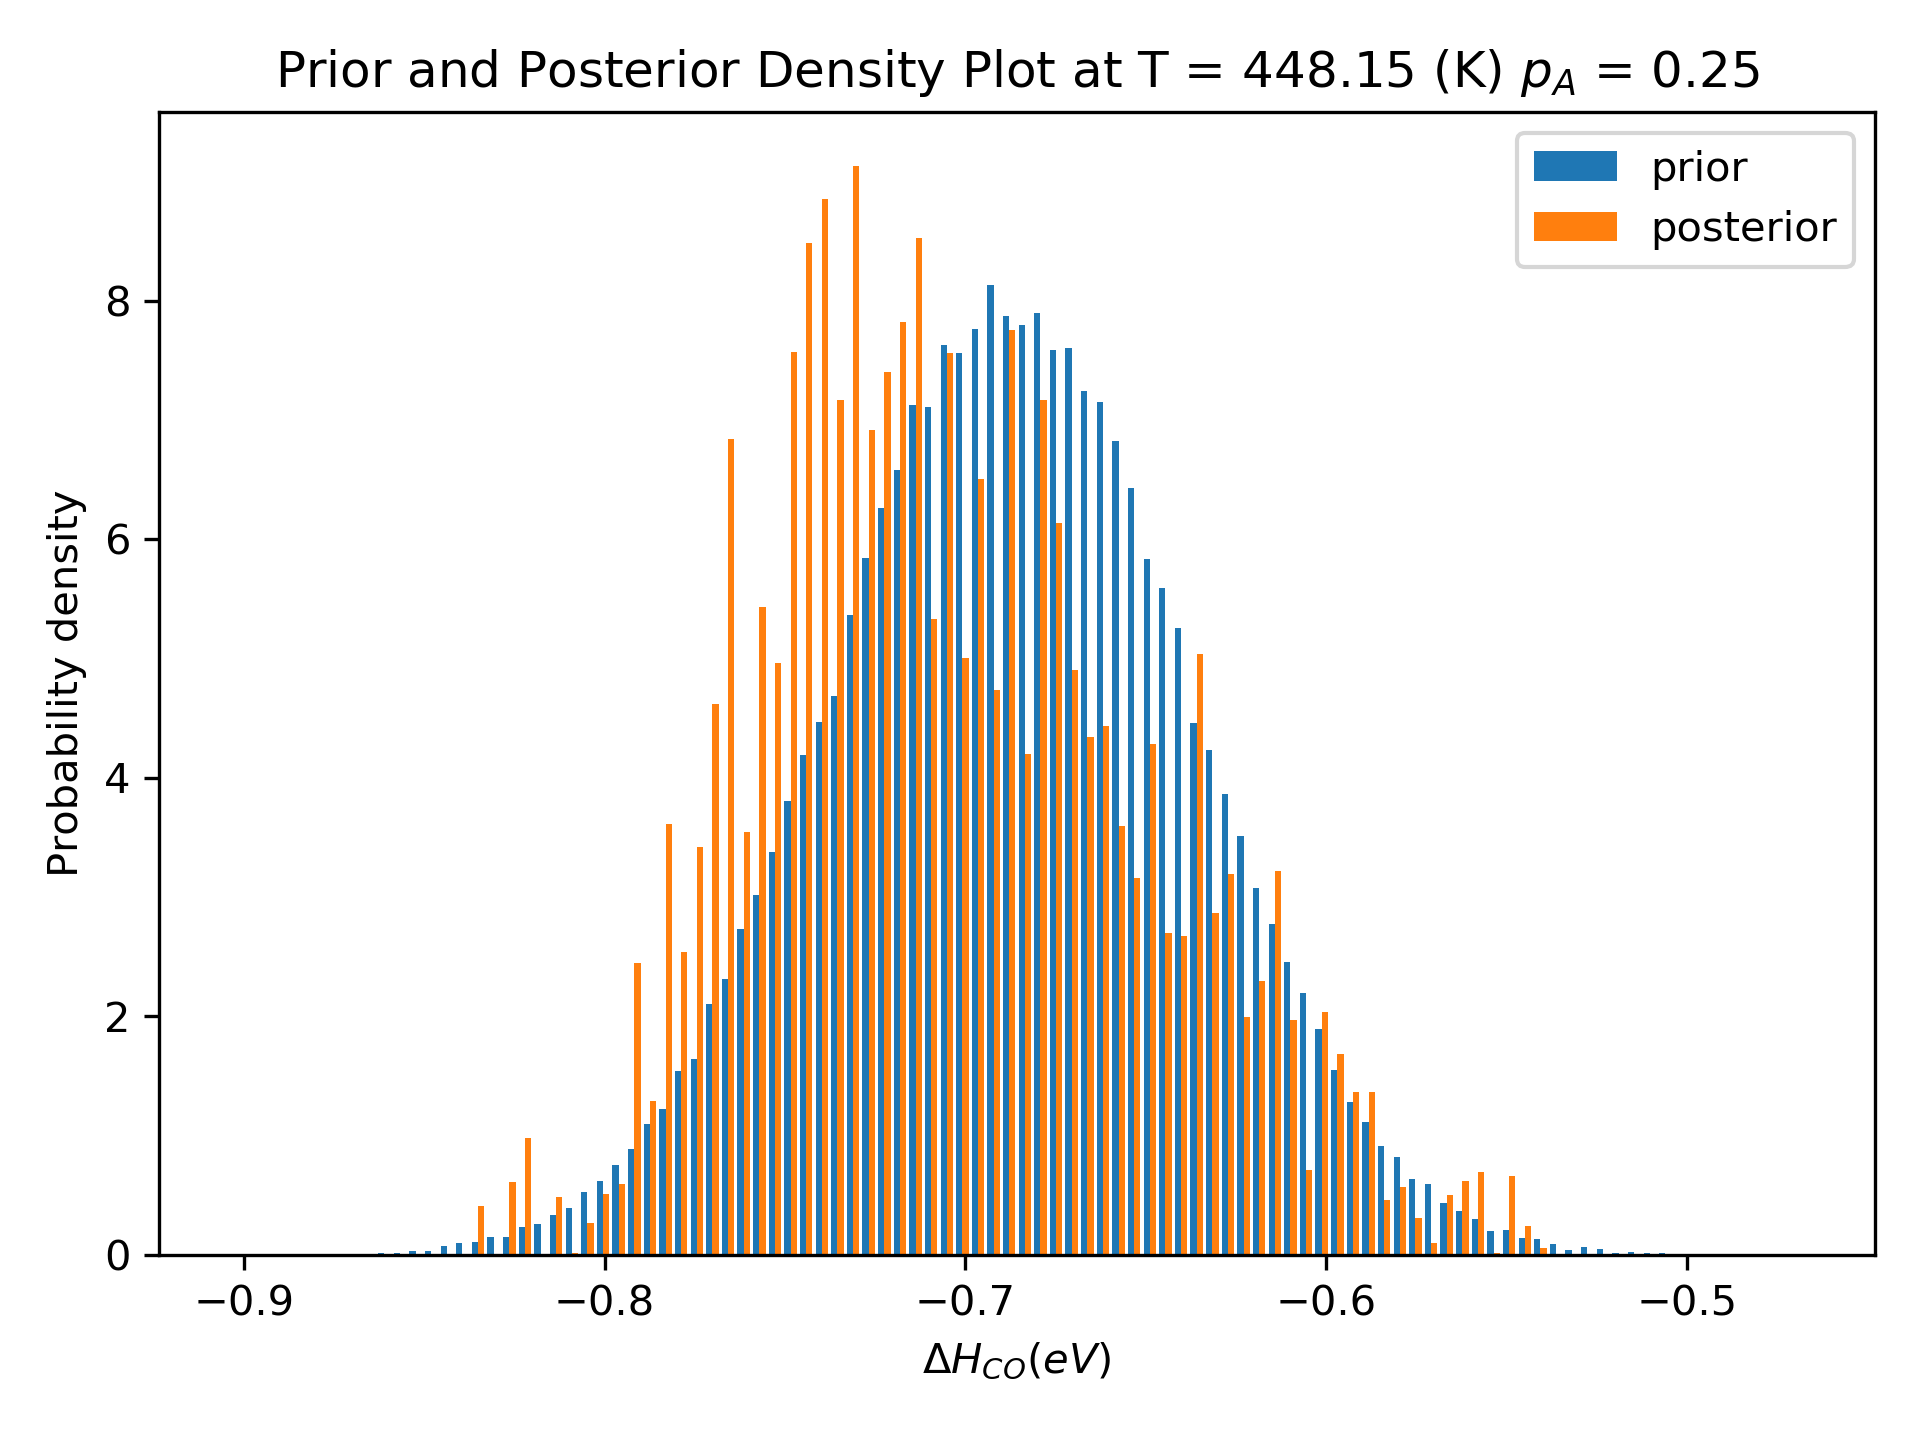 Prior and Posterior Density Plot at T = 448.15 (K) p_A = 0.25
prior
posterior
Probability density
8
6
4
2
0
−0.9 −0.8 −0.7 −0.6 −0.5
ΔH_CO(eV)